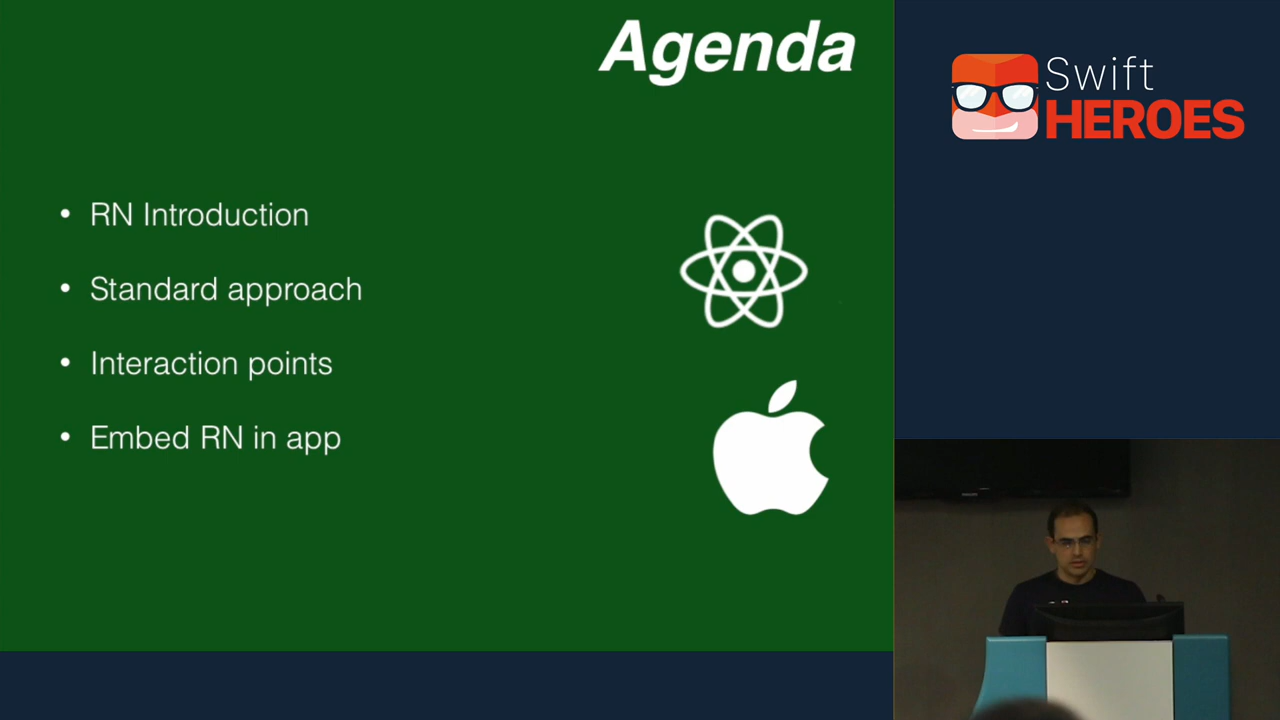 Agenda
• RN Introduction
• Standard approach
• Interaction points
• Embed RN in app
Swift
HEROES